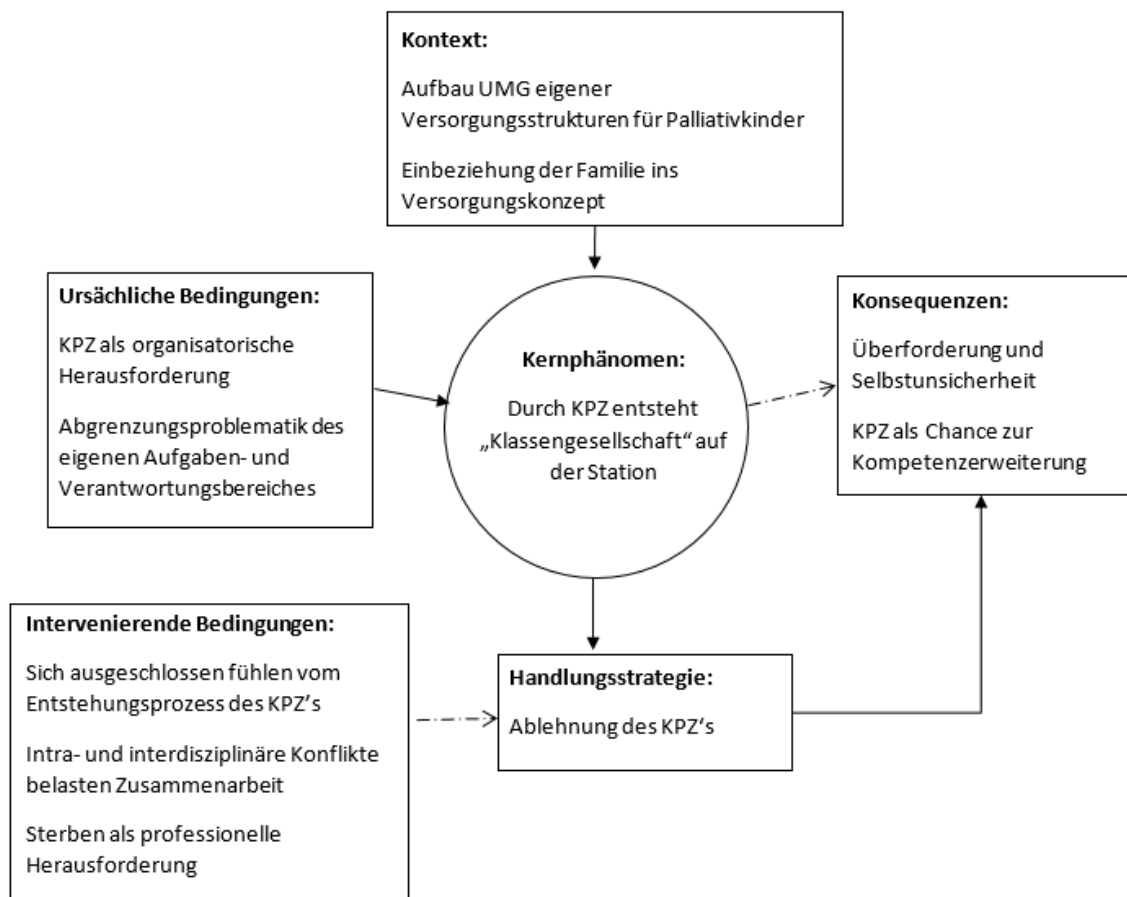 Kontext:
Aufbau UMG eigener
Versorgungsstrukturen für Palliativkinder
Einbeziehung der Familie ins
Versorgungskonzept
Ursächliche Bedingungen:
KPZ als organisatorische
Herausforderung
Abgrenzungsproblematik des
eigenen Aufgaben- und
Verantwortungsbereiches
Kernphänomen:
Durch KPZ entsteht
„Klassengesellschaft“ auf
der Station
Konsequenzen:
Überforderung und
Selbstunsicherheit
KPZ als Chance zur
Kompetenzerweiterung
Intervenierende Bedingungen:
Sich ausgeschlossen fühlen vom
Entstehungsprozess des KPZ’s
Intra- und interdisziplinäre Konflikte
belasten Zusammenarbeit
Sterben als professionelle
Herausforderung
Handlungsstrategie:
Ablehnung des KPZ’s